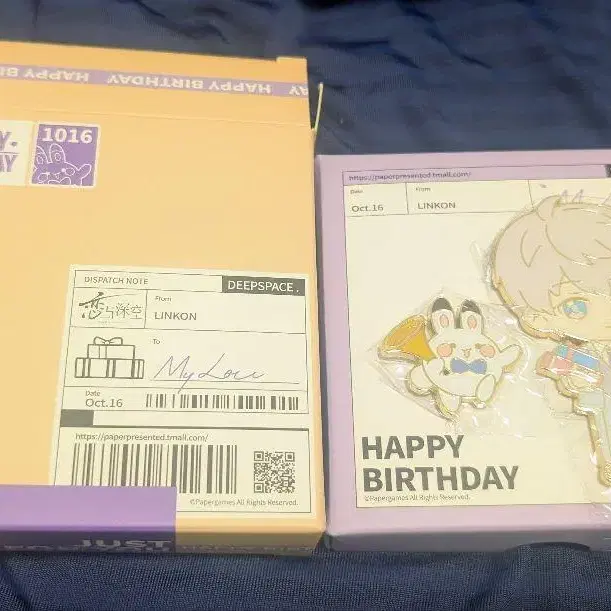 HAPPY BIRTHDAY HAPPY BIRTHDAY
1016
DISPATCH NOTE
DEEPSPACE.
恋与深空
From
LINKON
To
My Love
Date
Oct.16
https://paperpresented.tmall.com/
©Papergames All Rights Reserved.
JUST
https://paperpresented.tmall.com/
Date
Oct.16
From
LINKON
HAPPY
BIRTHDAY
©Papergames All Rights Reserved.